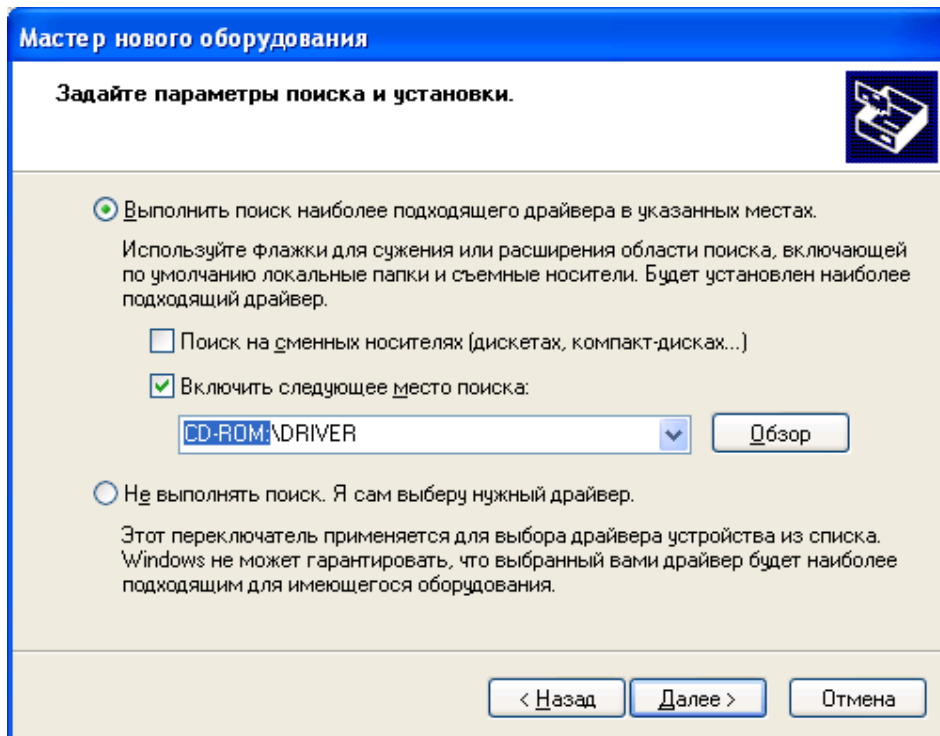 Мастер нового оборудования
Задайте параметры поиска и установки.
Выполнить поиск наиболее подходящего драйвера в указанных местах.
Используйте флажки для сужения или расширения области поиска, включающей
по умолчанию локальные папки и съемные носители. Будет установлен наиболее
подходящий драйвер.
Поиск на сменных носителях (дискетах, компакт-дисках...)
Включить следующее место поиска:
CD-ROM:\DRIVER
Обзор
Не выполнять поиск. Я сам выберу нужный драйвер.
Этот переключатель применяется для выбора драйвера устройства из списка.
Windows не может гарантировать, что выбранный вами драйвер будет наиболее
подходящим для имеющегося оборудования.
< Назад
Далее >
Отмена